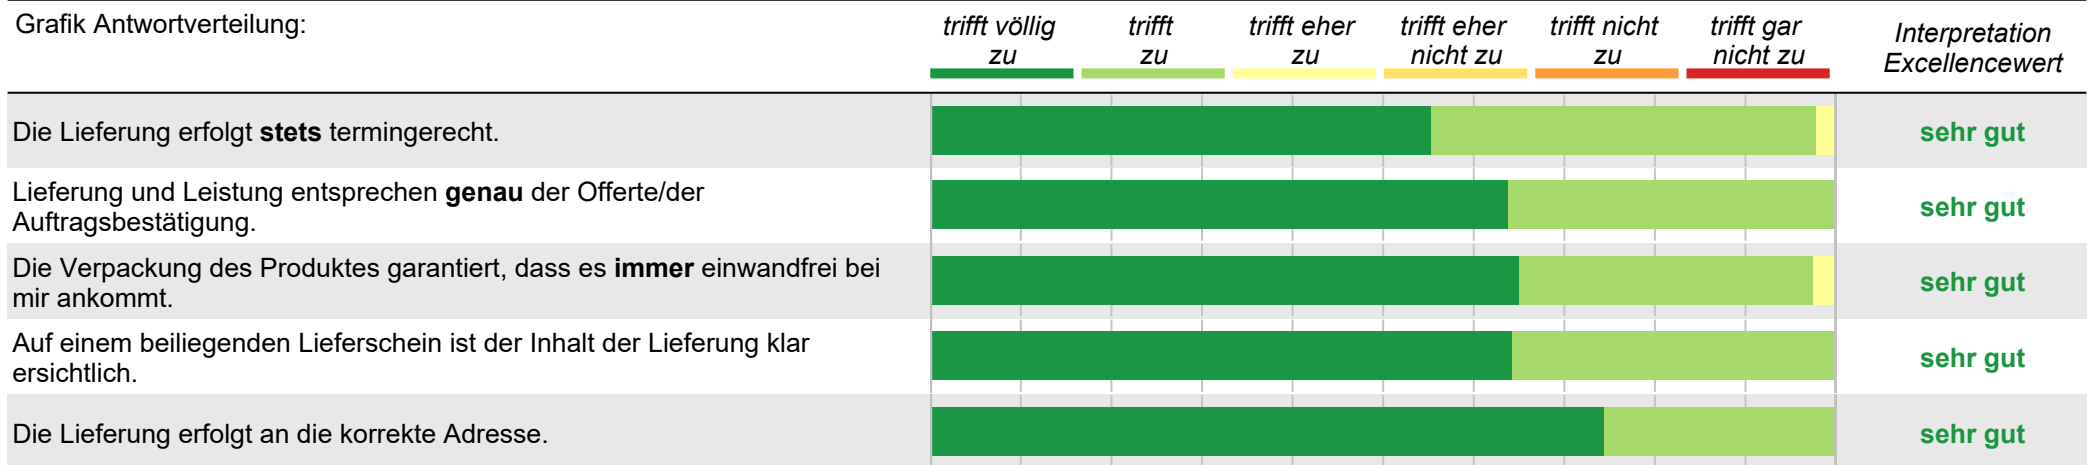 Grafik Antwortverteilung:
trifft völlig zu
trifft zu
trifft eher zu
trifft eher nicht zu
trifft nicht zu
trifft gar nicht zu
Interpretation
Excellencewert
Die Lieferung erfolgt stets termingerecht.
sehr gut
Lieferung und Leistung entsprechen genau der Offerte/der
Auftragsbestätigung.
sehr gut
Die Verpackung des Produktes garantiert, dass es immer einwandfrei bei
mir ankommt.
sehr gut
Auf einem beiliegenden Lieferschein ist der Inhalt der Lieferung klar
ersichtlich.
sehr gut
Die Lieferung erfolgt an die korrekte Adresse.
sehr gut